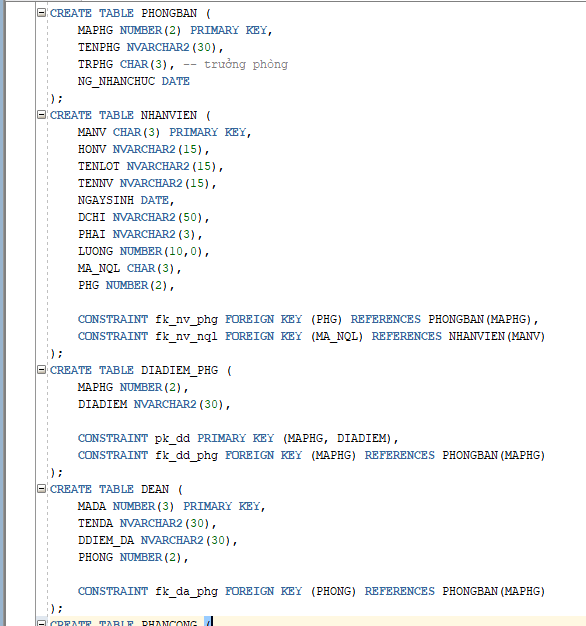 CREATE TABLE PHONGBAN (
    MAPHG NUMBER(2) PRIMARY KEY,
    TENPHG NVARCHAR2(30),
    TRPHG CHAR(3), -- trưởng phòng
    NG_NHANCHUC DATE
);
CREATE TABLE NHANVIEN (
    MANV CHAR(3) PRIMARY KEY,
    HONV NVARCHAR2(15),
    TENLOT NVARCHAR2(15),
    TENNV NVARCHAR2(15),
    NGAYSINH DATE,
    DCHI NVARCHAR2(50),
    PHAI NVARCHAR2(3),
    LUONG NUMBER(10,0),
    MA_NQL CHAR(3),
    PHG NUMBER(2),

    CONSTRAINT fk_nv_phg FOREIGN KEY (PHG) REFERENCES PHONGBAN(MAPHG),
    CONSTRAINT fk_nv_nql FOREIGN KEY (MA_NQL) REFERENCES NHANVIEN(MANV)
);
CREATE TABLE DIADIEM_PHG (
    MAPHG NUMBER(2),
    DIADIEM NVARCHAR2(30),

    CONSTRAINT pk_dd PRIMARY KEY (MAPHG, DIADIEM),
    CONSTRAINT fk_dd_phg FOREIGN KEY (MAPHG) REFERENCES PHONGBAN(MAPHG)
);
CREATE TABLE DEAN (
    MADA NUMBER(3) PRIMARY KEY,
    TENDA NVARCHAR2(30),
    DDIEM_DA NVARCHAR2(30),
    PHONG NUMBER(2),

    CONSTRAINT fk_da_phg FOREIGN KEY (PHONG) REFERENCES PHONGBAN(MAPHG)
);
CREATE TABLE PHANCONG (